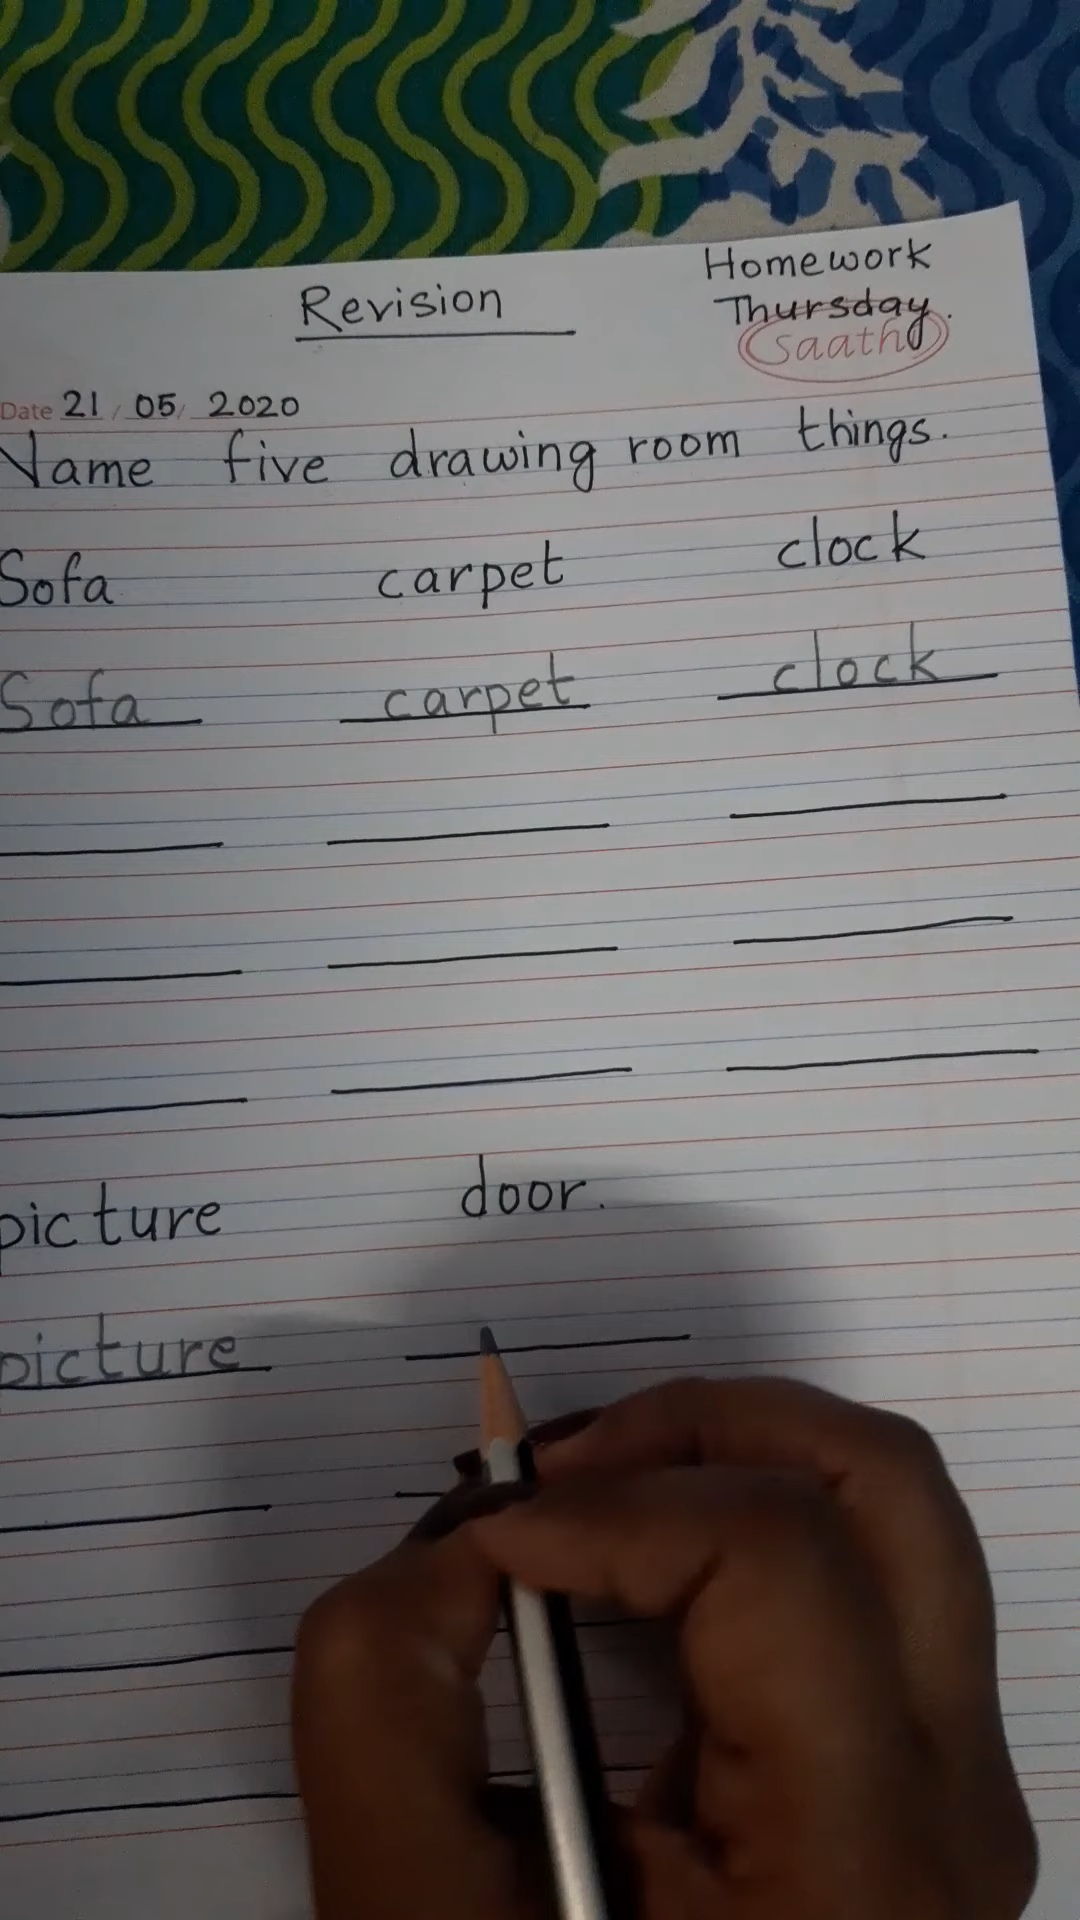 Homework
Revision
Thursday.
saathi
Date 21 / 05 / 2020
Name five drawing room things.
Sofa carpet clock
Sofa carpet clock
picture door.
picture